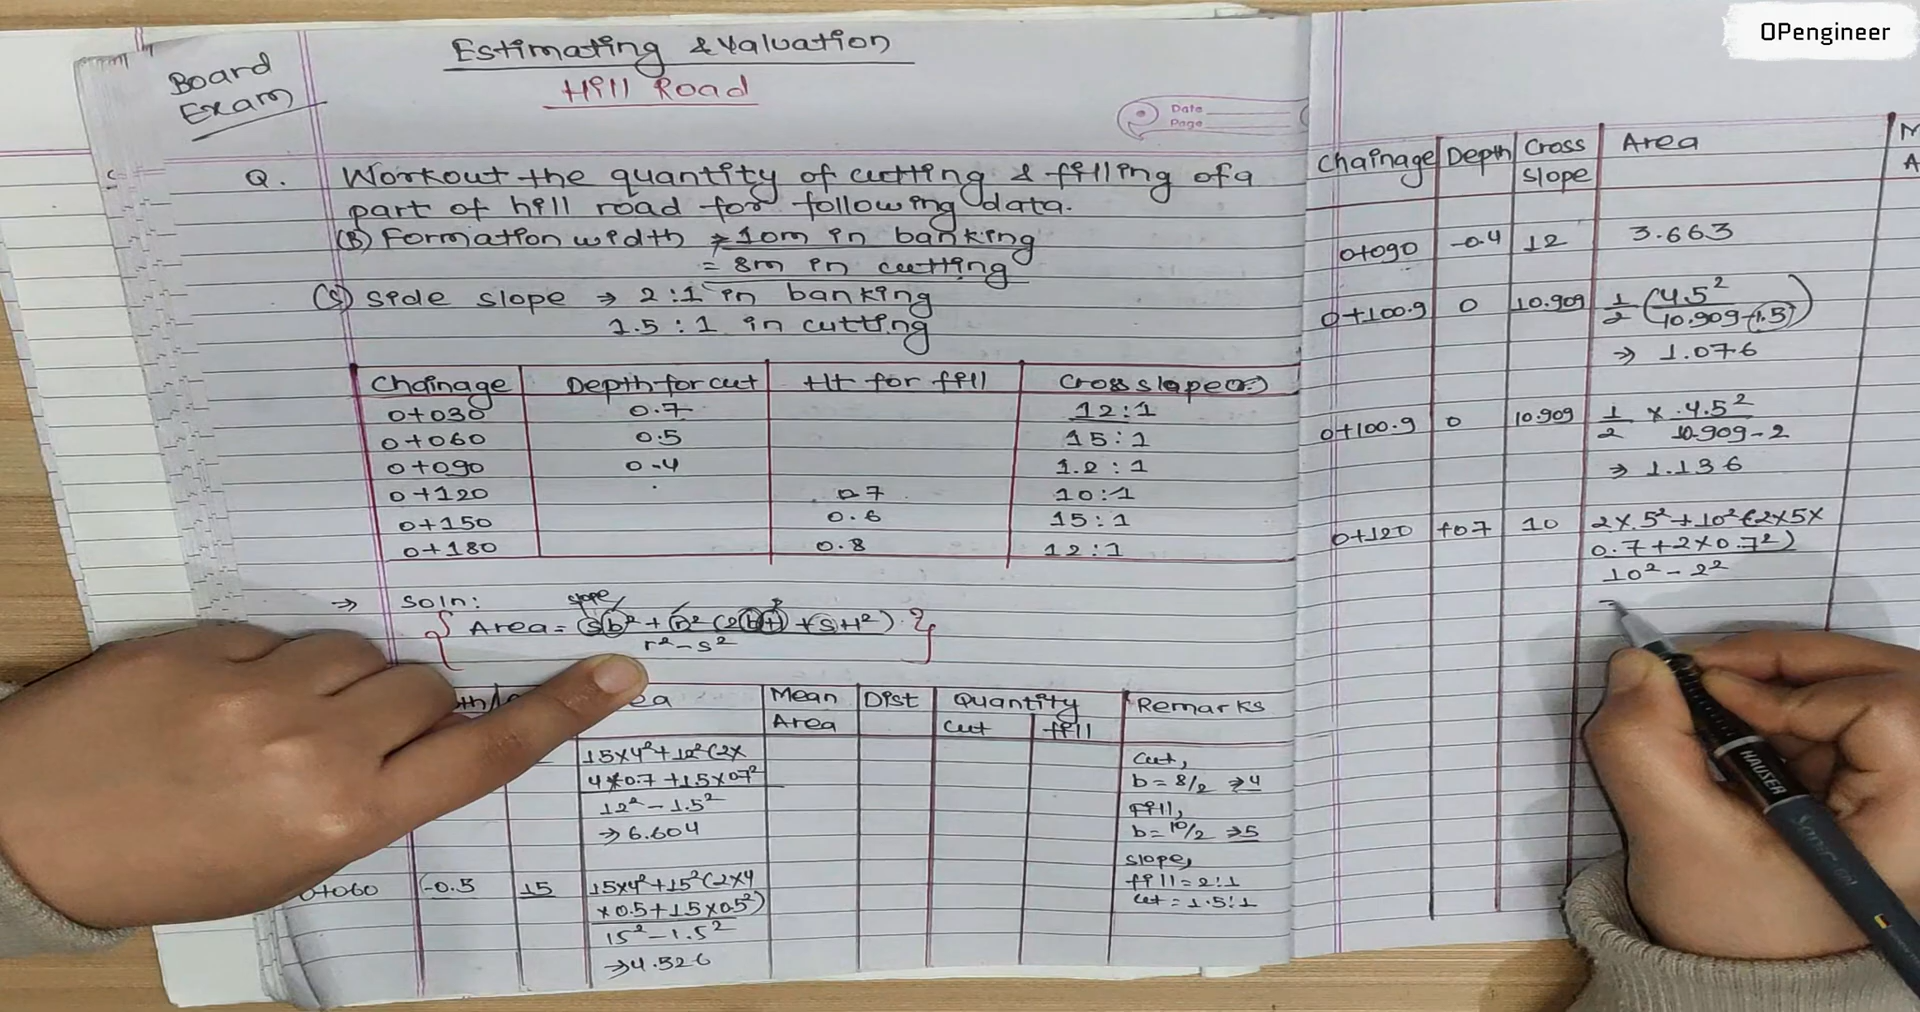 OPengineer
Board
Exam
Estimating & Valuation
Hill Road
Date
Page
Q. Workout the quantity of cutting & filling of a
part of hill road for following data.
(B) Formation width → 10m in banking
= 8m in cutting
(S) Side slope → 2:1 in banking
1.5:1 in cutting
Chainage Depth for cut Ht for fill Cross slope (r)
0+030 0.7 12:1
0+060 0.5 15:1
0+090 0.4 12:1
0+120 0.7 10:1
0+150 0.6 15:1
0+180 0.8 12:1
→ Soln: slope
{ Area = (Sb² + r² (2bH + SH²) }
r² - s²
Mean Dist Quantity Remarks
Area Cut fill
1.5×4²+12²(2×
4×0.7+1.5×0.7²
12²-1.5²
→ 6.604
Cut,
b = 8/2 → 4
fill,
b = 10/2 → 5
slope,
fill = 2:1
cut = 1.5:1
0+060 -0.5 15 1.5×4²+15²(2×4
×0.5+1.5×0.5²)
15²-1.5²
→ 4.526
Chainage Depth Cross Area
slope
0+090 -0.4 12 3.663
0+100.9 0 10.909 1/2 (4.5²
10.909-1.5)
→ 1.076
0+100.9 0 10.909 1/2 × 4.5²
10.909-2
→ 1.136
0+120 +0.7 10 2×5²+10²(2×5×
0.7+2×0.7²)
10²-2²
HAUSER